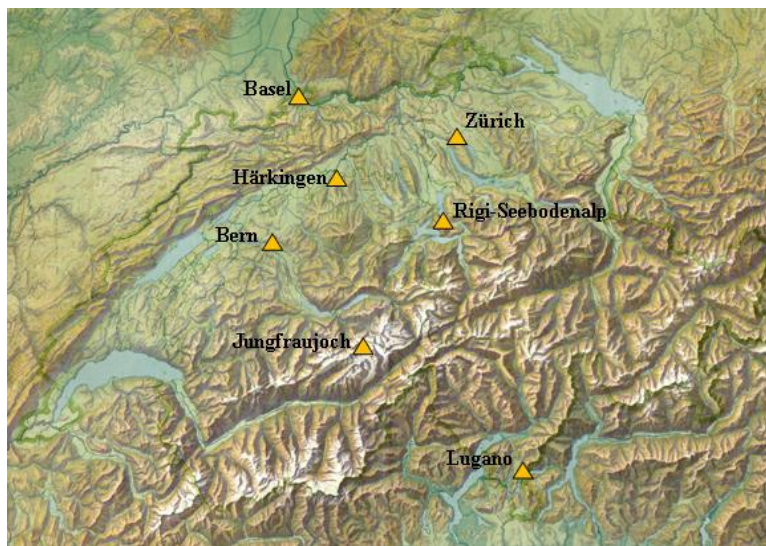 Basel
Zürich
Härkingen
Rigi-Seebodenalp
Bern
Jungfraujoch
Lugano